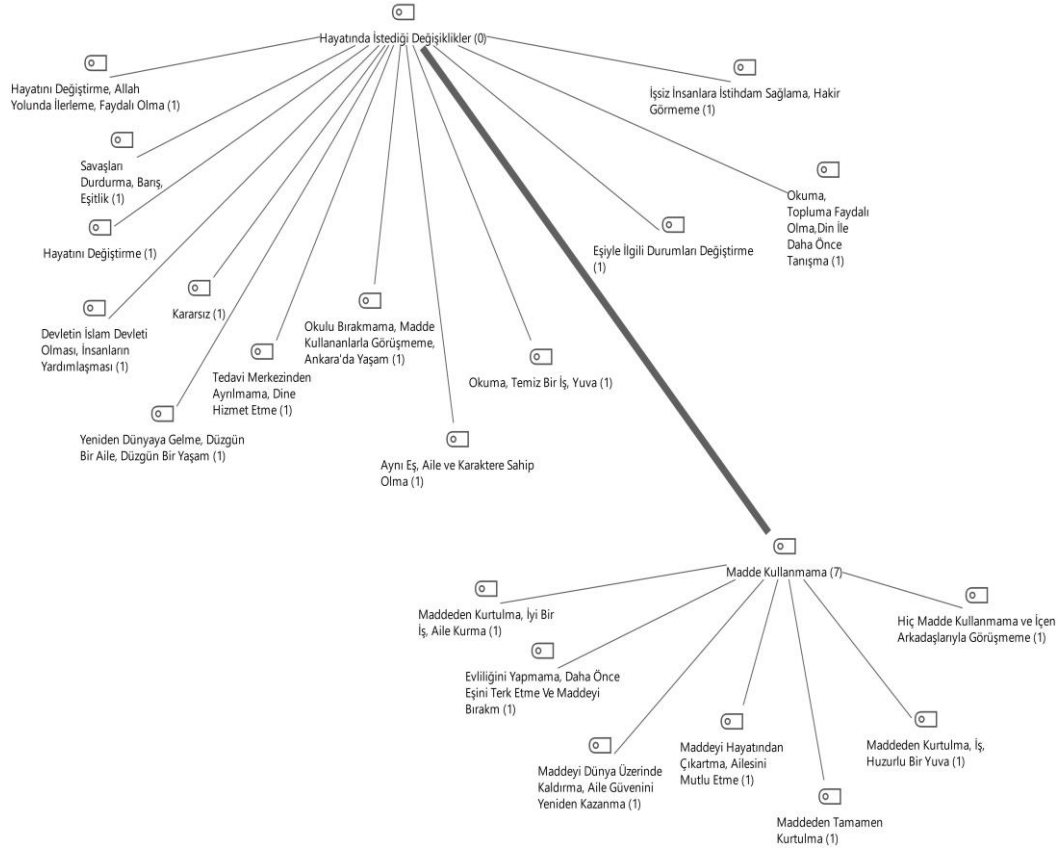 Hayatında İstediği Değişiklikler (0)
Hayatını Değiştirme, Allah
Yolunda İlerleme, Faydalı Olma (1)
İşsiz İnsanlara İstihdam Sağlama, Hakir
Görmeme (1)
Savaşları
Durdurma, Barış,
Eşitlik (1)
Okuma,
Topluma Faydalı
Olma,Din İle
Daha Önce
Tanışma (1)
Hayatını Değiştirme (1)
Eşiyle İlgili Durumları Değiştirme
(1)
Kararsız (1)
Devletin İslam Devleti
Olması, İnsanların
Yardımlaşması (1)
Okulu Bırakmama, Madde
Kullananlarla Görüşmeme,
Ankara'da Yaşam (1)
Tedavi Merkezinden
Ayrılmama, Dine
Hizmet Etme (1)
Okuma, Temiz Bir İş, Yuva (1)
Yeniden Dünyaya Gelme, Düzgün
Bir Aile, Düzgün Bir Yaşam (1)
Aynı Eş, Aile ve Karaktere Sahip
Olma (1)
Madde Kullanmama (7)
Maddeden Kurtulma, İyi Bir
İş, Aile Kurma (1)
Hiç Madde Kullanmama ve İçen
Arkadaşlarıyla Görüşmeme (1)
Evliliğini Yapmama, Daha Önce
Eşini Terk Etme Ve Maddeyi
Bırakm (1)
Maddeyi Dünya Üzerinde
Kaldırma, Aile Güvenini
Yeniden Kazanma (1)
Maddeyi Hayatından
Çıkartma, Ailesini
Mutlu Etme (1)
Maddeden Kurtulma, İş,
Huzurlu Bir Yuva (1)
Maddeden Tamamen
Kurtulma (1)